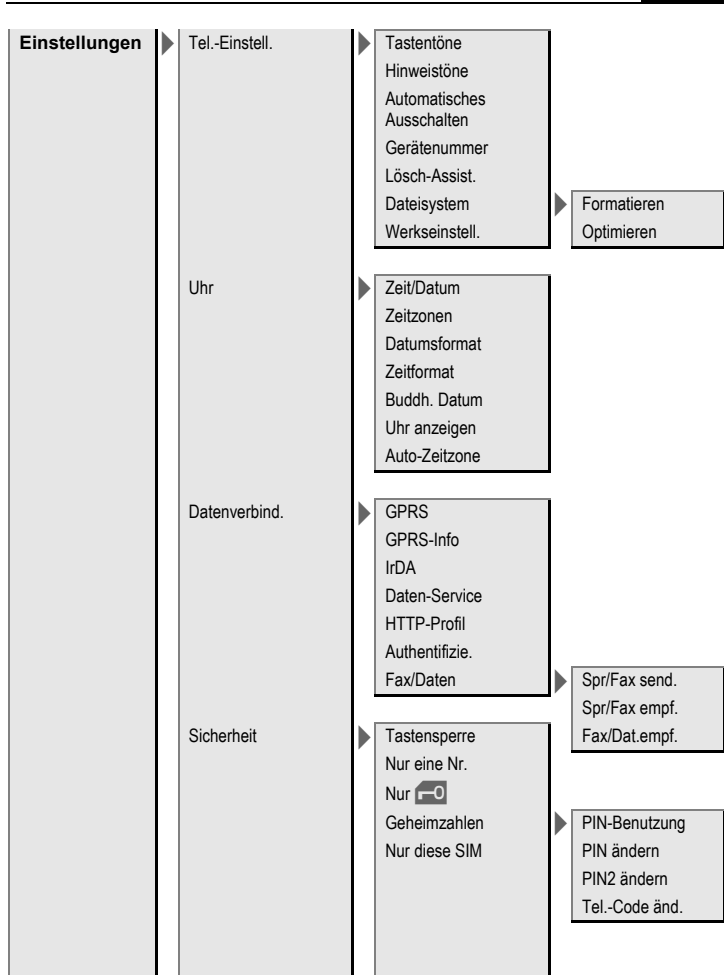 Einstellungen
Tel.-Einstell.
Tastentöne
Hinweistöne
Automatisches
Ausschalten
Gerätenummer
Lösch-Assist.
Dateisystem
Formatieren
Werkseinstell.
Optimieren
Uhr
Zeit/Datum
Zeitzonen
Datumsformat
Zeitformat
Buddh. Datum
Uhr anzeigen
Auto-Zeitzone
Datenverbind.
GPRS
GPRS-Info
IrDA
Daten-Service
HTTP-Profil
Authentifizie.
Fax/Daten
Spr/Fax send.
Spr/Fax empf.
Fax/Dat.empf.
Sicherheit
Tastensperre
Nur eine Nr.
Nur
Geheimzahlen
PIN-Benutzung
Nur diese SIM
PIN ändern
PIN2 ändern
Tel.-Code änd.